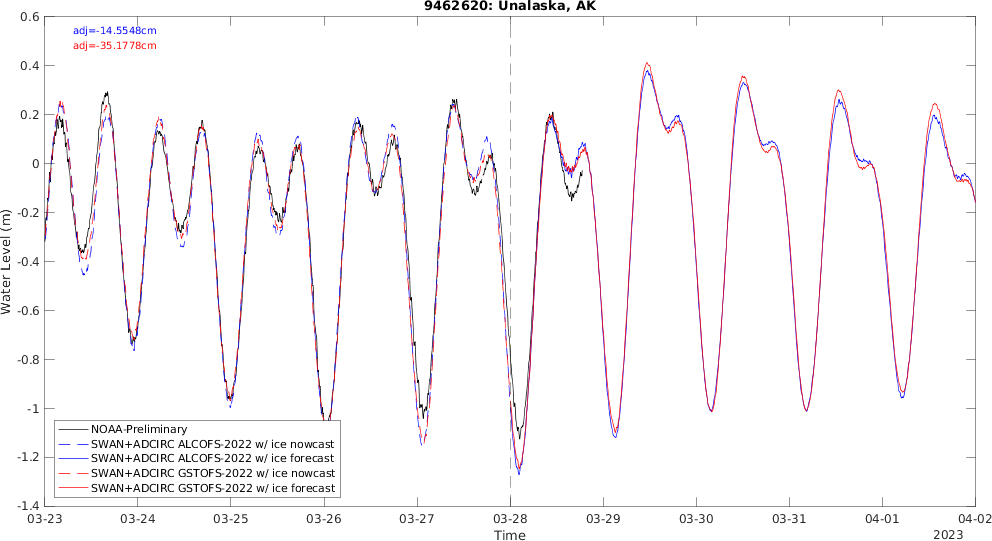 9462620: Unalaska, AK
adj=-14.5548cm
adj=-35.1778cm
Water Level (m)
0.6
0.4
0.2
0
-0.2
-0.4
-0.6
-0.8
-1
-1.2
-1.4
NOAA-Preliminary
SWAN+ADCIRC ALCOFS-2022 w/ ice nowcast
SWAN+ADCIRC ALCOFS-2022 w/ ice forecast
SWAN+ADCIRC GSTOFS-2022 w/ ice nowcast
SWAN+ADCIRC GSTOFS-2022 w/ ice forecast
03-23 03-24 03-25 03-26 03-27 03-28 03-29 03-30 03-31 04-01 04-02
Time
2023